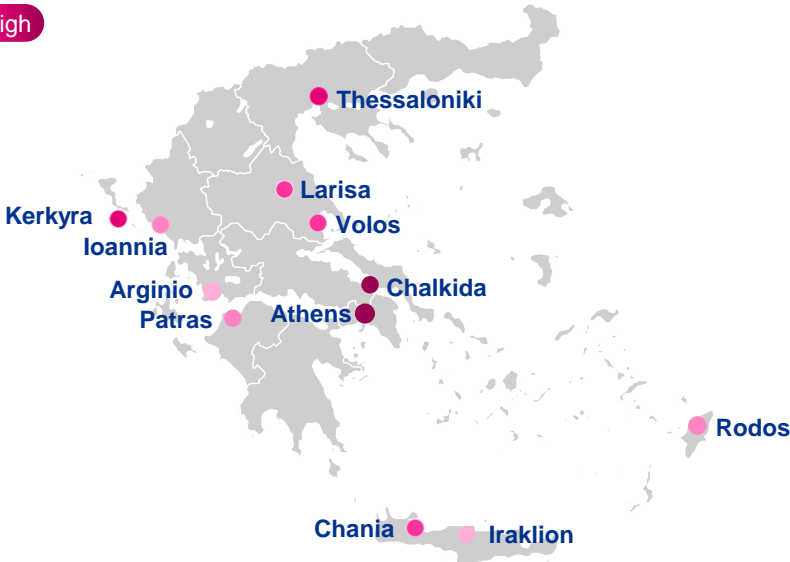 igh
Thessaloniki
Larisa
Kerkyra
Volos
Ioannia
Arginio
Chalkida
Patras
Athens
Rodos
Chania
Iraklion